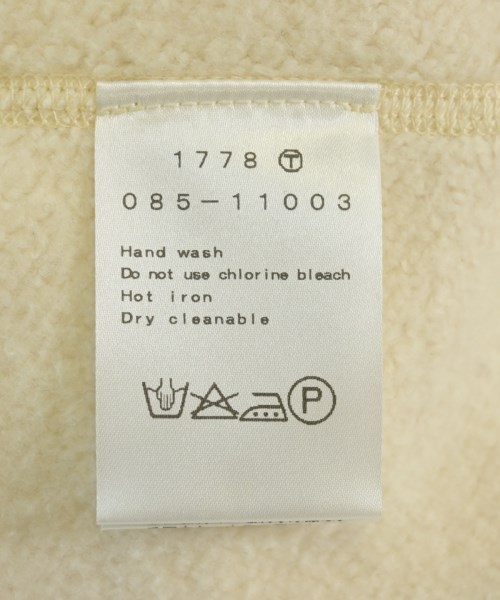 1778 Ⓣ
085-11003
Hand wash
Do not use chlorine bleach
Hot iron
Dry cleanable
P